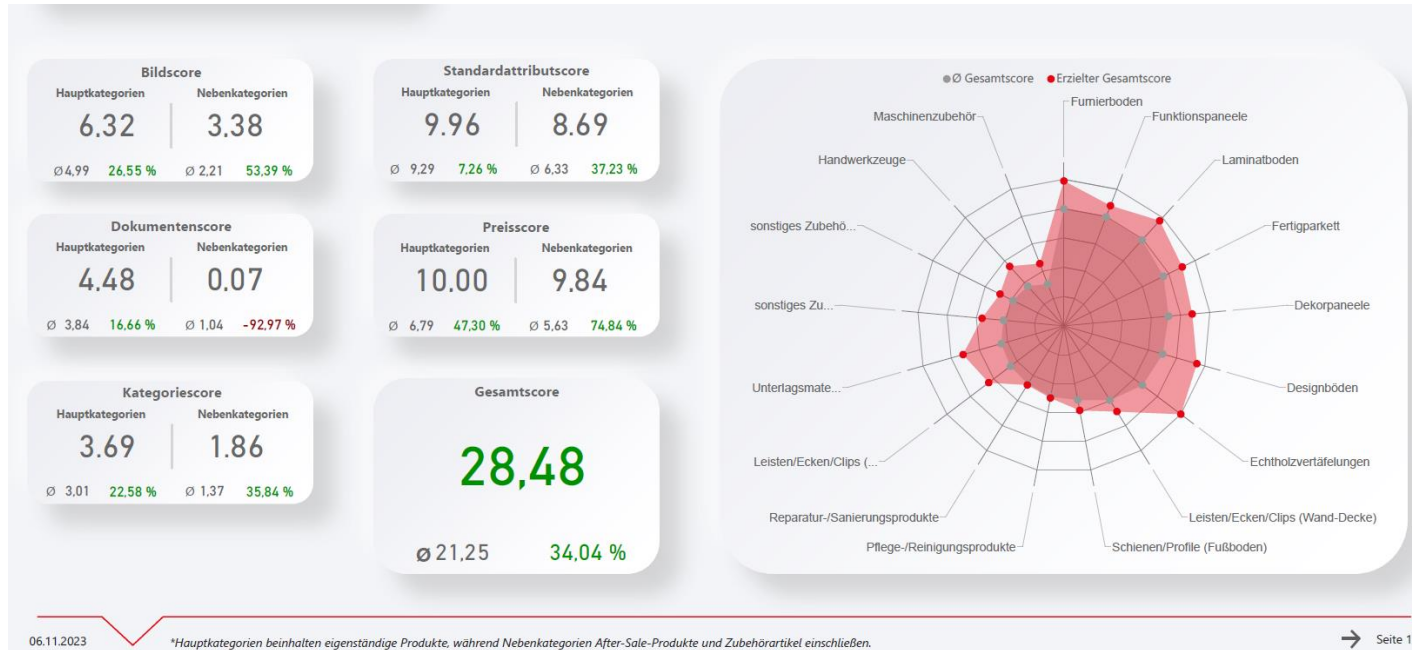 Bildscore
Hauptkategorien Nebenkategorien
6,32 3,38
Ø 4,99 26,55 % Ø 2,21 53,39 %
Standardattributscore
Hauptkategorien Nebenkategorien
9.96 8.69
Ø 9,29 7,26 % Ø 6,33 37,23 %
Dokumentenscore
Hauptkategorien Nebenkategorien
4,48 0,07
Ø 3,84 16,66 % Ø 1,04 -92,97 %
Preisscore
Hauptkategorien Nebenkategorien
10,00 9,84
Ø 6,79 47,30 % Ø 5,63 74,84 %
Kategoriescore
Hauptkategorien Nebenkategorien
3.69 1.86
Ø 3,01 22,58 % Ø 1,37 35,84 %
Gesamtscore
28,48
Ø 21,25 34,04 %
Ø Gesamtscore Erzielter Gesamtscore
Furnierboden
Funktionspaneele
Laminatboden
Fertigparkett
Dekorpaneele
Designböden
Echtholzvertäfelungen
Leisten/Ecken/Clips (Wand-Decke)
Schienen/Profile (Fußboden)
Pflege-/Reinigungsprodukte
Reparatur-/Sanierungsprodukte
Leisten/Ecken/Clips (...
Unterlagsmate...
sonstiges Zu...
sonstiges Zubehö...
Handwerkzeuge
Maschinenzubehör
06.11.2023 *Hauptkategorien beinhalten eigenständige Produkte, während Nebenkategorien After-Sale-Produkte und Zubehörartikel einschließen. → Seite 1